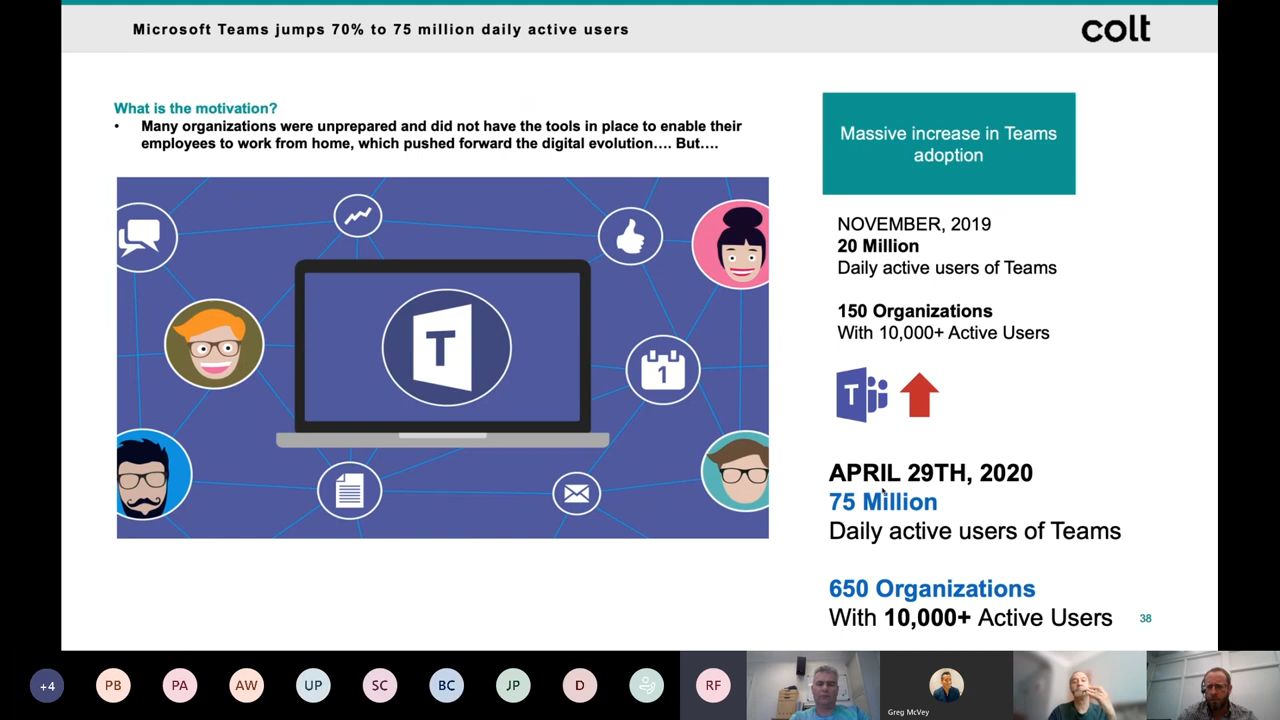 Microsoft Teams jumps 70% to 75 million daily active users
colt
What is the motivation?
• Many organizations were unprepared and did not have the tools in place to enable their
employees to work from home, which pushed forward the digital evolution…. But….
Massive increase in Teams
adoption
NOVEMBER, 2019
20 Million
Daily active users of Teams
150 Organizations
With 10,000+ Active Users
T
1
T
APRIL 29TH, 2020
75 Million
Daily active users of Teams
650 Organizations
With 10,000+ Active Users
38
+4
PB
PA
AW
UP
SC
BC
JP
D
RF
Greg McVey